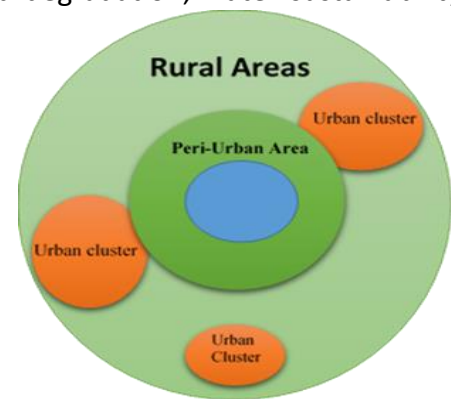 Rural Areas
Urban cluster
Peri-Urban Area
Urban cluster
Urban
Cluster